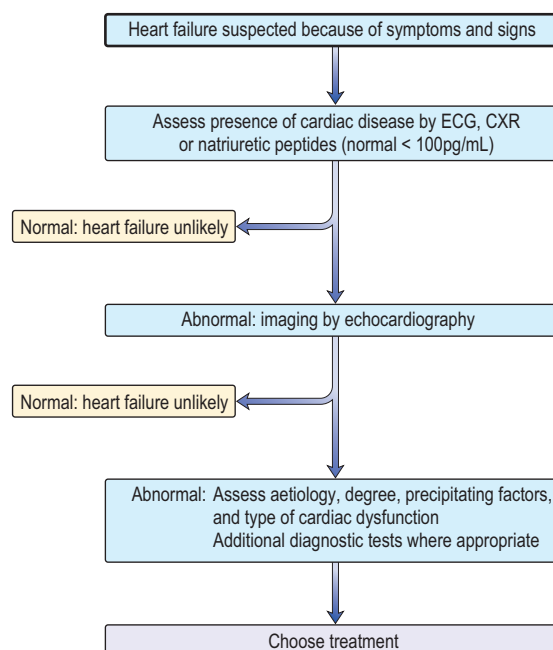 Heart failure suspected because of symptoms and signs
Assess presence of cardiac disease by ECG, CXR
or natriuretic peptides (normal < 100pg/mL)
Normal: heart failure unlikely
Abnormal: imaging by echocardiography
Normal: heart failure unlikely
Abnormal: Assess aetiology, degree, precipitating factors,
and type of cardiac dysfunction
Additional diagnostic tests where appropriate
Choose treatment